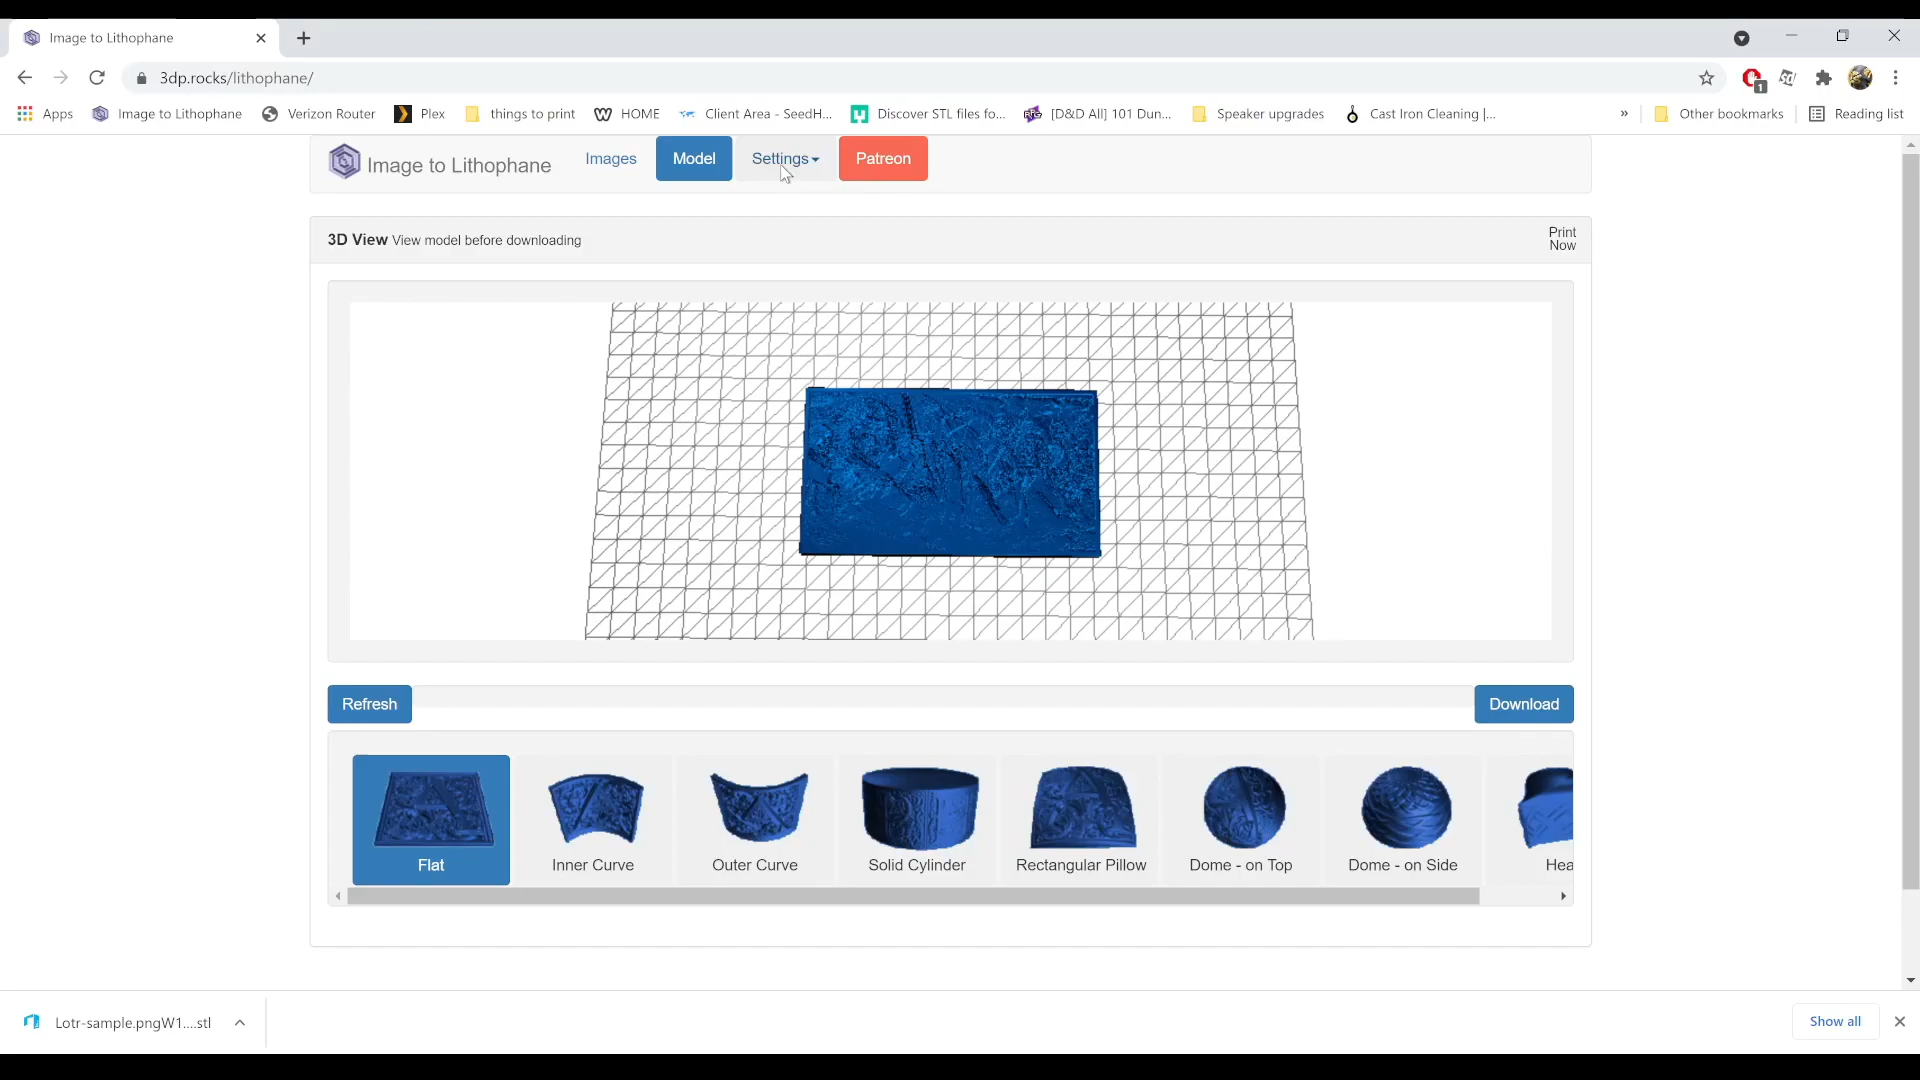 Image to Lithophane
3dp.rocks/lithophane/
1
Apps
Image to Lithophane
Verizon Router
Plex
things to print
HOME
Client Area - SeedH...
Discover STL files fo...
[D&D All] 101 Dun...
Speaker upgrades
Cast Iron Cleaning |...
»
Other bookmarks
Reading list
Image to Lithophane
Images
Model
Settings
Patreon
3D View View model before downloading
Print
Now
Refresh
Download
Flat
Inner Curve
Outer Curve
Solid Cylinder
Rectangular Pillow
Dome - on Top
Dome - on Side
Hea
Lotr-sample.pngW1....stl
Show all